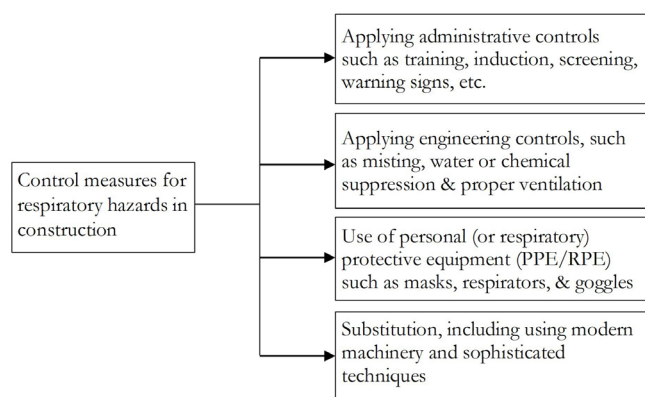 Control measures for
respiratory hazards in
construction
Applying administrative controls
such as training, induction, screening,
warning signs, etc.
Applying engineering controls, such
as misting, water or chemical
suppression & proper ventilation
Use of personal (or respiratory)
protective equipment (PPE/RPE)
such as masks, respirators, & goggles
Substitution, including using modern
machinery and sophisticated
techniques